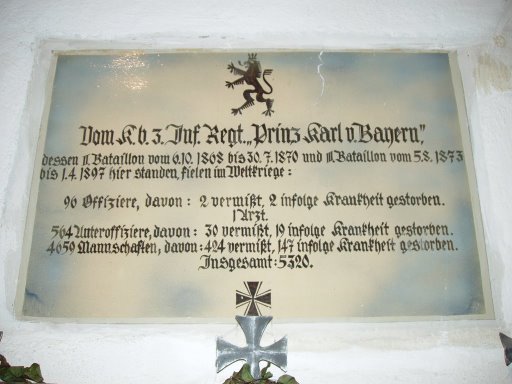 Vom K.b.3. Inf. Regt. „Prinz Karl v. Bayern",
dessen II. Bataillon vom 6.10. 1868 bis 30.7.1870 und II. Bataillon vom 5.8. 1873
bis 1.4. 1897 hier standen, fielen im Weltkriege:
96 Offiziere, davon: 2 vermißt, 2 infolge Krankheit gestorben.
1 Arzt.
564 Unteroffiziere, davon: 30 vermißt, 19 infolge Krankheit gestorben.
4659 Mannschaften, davon: 424 vermißt, 147 infolge Krankheit gestorben.
Insgesamt: 5320.